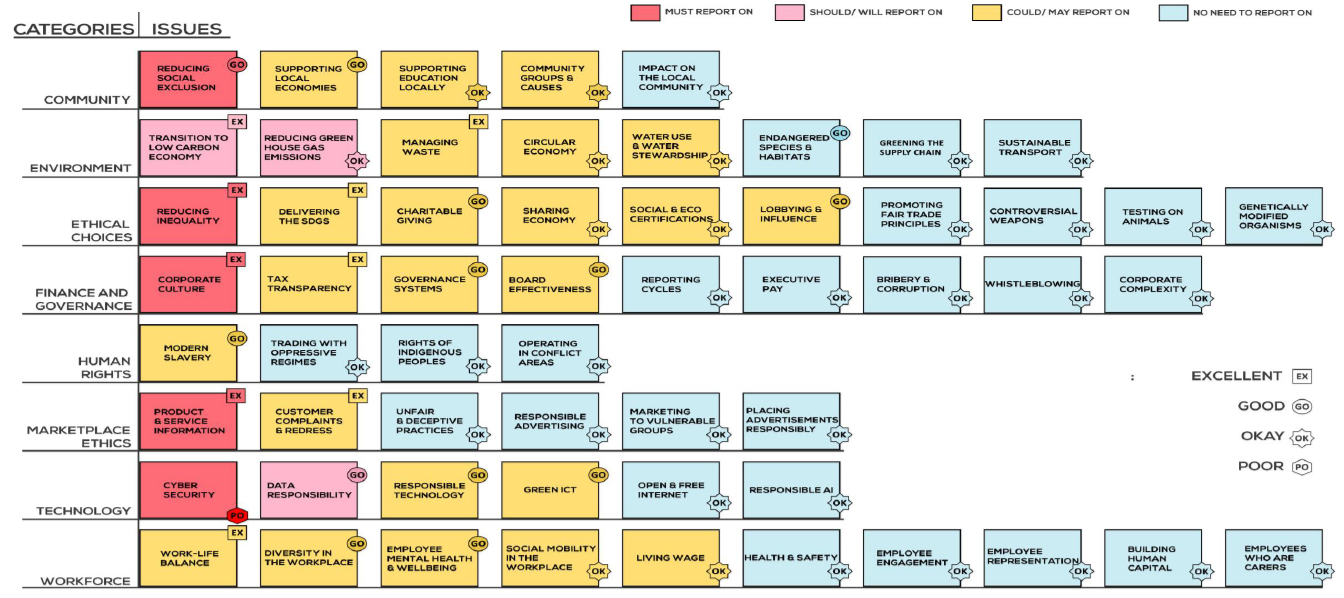 MUST REPORT ON
SHOULD/ WILL REPORT ON
COULD/ MAY REPORT ON
NO NEED TO REPORT ON
CATEGORIES
ISSUES
COMMUNITY
REDUCING
SOCIAL
EXCLUSION
GO
SUPPORTING
LOCAL
ECONOMIES
GO
SUPPORTING
EDUCATION
LOCALLY
OK
COMMUNITY
GROUPS &
CAUSES
OK
IMPACT ON
THE LOCAL
COMMUNITY
OK
ENVIRONMENT
TRANSITION TO
LOW CARBON
ECONOMY
EX
REDUCING GREEN
HOUSE GAS
EMISSIONS
OK
MANAGING
WASTE
EX
CIRCULAR
ECONOMY
OK
WATER USE
& WATER
STEWARDSHIP
OK
ENDANGERED
SPECIES &
HABITATS
GO
GREENING THE
SUPPLY CHAIN
OK
SUSTAINABLE
TRANSPORT
OK
ETHICAL
CHOICES
REDUCING
INEQUALITY
EX
DELIVERING
THE SDGS
EX
CHARITABLE
GIVING
GO
SHARING
ECONOMY
OK
SOCIAL & ECO
CERTIFICATIONS
OK
LOBBYING &
INFLUENCE
GO
PROMOTING
FAIR TRADE
PRINCIPLES
OK
CONTROVERSIAL
WEAPONS
OK
TESTING ON
ANIMALS
OK
GENETICALLY
MODIFIED
ORGANISMS
OK
FINANCE AND
GOVERNANCE
CORPORATE
CULTURE
EX
TAX
TRANSPARENCY
EX
GOVERNANCE
SYSTEMS
GO
BOARD
EFFECTIVENESS
GO
REPORTING
CYCLES
OK
EXECUTIVE
PAY
OK
BRIBERY &
CORRUPTION
OK
WHISTLEBLOWING
OK
CORPORATE
COMPLEXITY
OK
HUMAN
RIGHTS
MODERN
SLAVERY
GO
TRADING WITH
OPPRESSIVE
REGIMES
OK
RIGHTS OF
INDIGENOUS
PEOPLES
OK
OPERATING
IN CONFLICT
AREAS
OK
:
EXCELLENT EX
GOOD GO
OKAY OK
POOR PO
MARKETPLACE
ETHICS
PRODUCT
& SERVICE
INFORMATION
EX
CUSTOMER
COMPLAINTS
& REDRESS
EX
UNFAIR
& DECEPTIVE
PRACTICES
OK
RESPONSIBLE
ADVERTISING
OK
MARKETING
TO VULNERABLE
GROUPS
OK
PLACING
ADVERTISEMENTS
RESPONSIBLY
OK
TECHNOLOGY
CYBER
SECURITY
PO
DATA
RESPONSIBILITY
GO
RESPONSIBLE
TECHNOLOGY
GO
GREEN ICT
GO
OPEN & FREE
INTERNET
OK
RESPONSIBLE AI
OK
WORKFORCE
WORK-LIFE
BALANCE
EX
DIVERSITY IN
THE WORKPLACE
GO
EMPLOYEE
MENTAL HEALTH
& WELLBEING
GO
SOCIAL MOBILITY
IN THE
WORKPLACE
OK
LIVING WAGE
OK
HEALTH & SAFETY
OK
EMPLOYEE
ENGAGEMENT
OK
EMPLOYEE
REPRESENTATION
OK
BUILDING
HUMAN
CAPITAL
OK
EMPLOYEES
WHO ARE
CARERS
OK